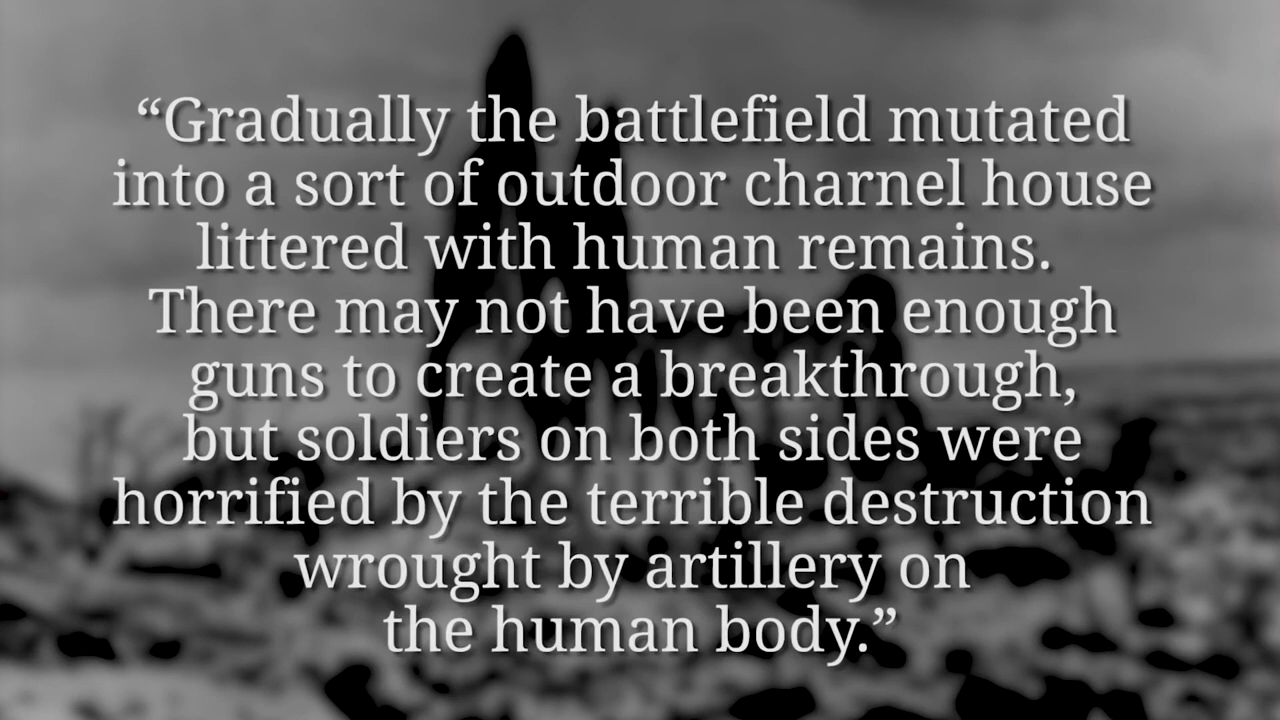 “Gradually the battlefield mutated
into a sort of outdoor charnel house
littered with human remains.
There may not have been enough
guns to create a breakthrough,
but soldiers on both sides were
horrified by the terrible destruction
wrought by artillery on
the human body.”